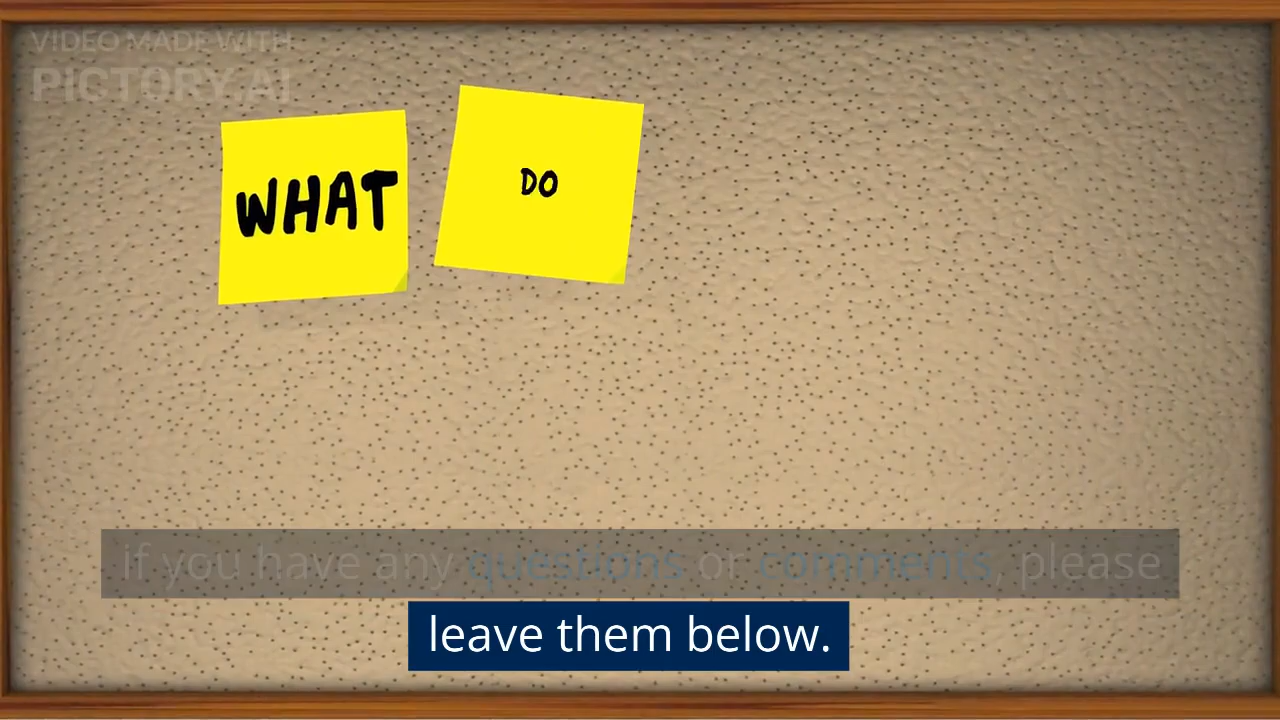 VIDEO MADE WITH
PICTORY.AI
WHAT
DO
if you have any questions or comments, please
leave them below.